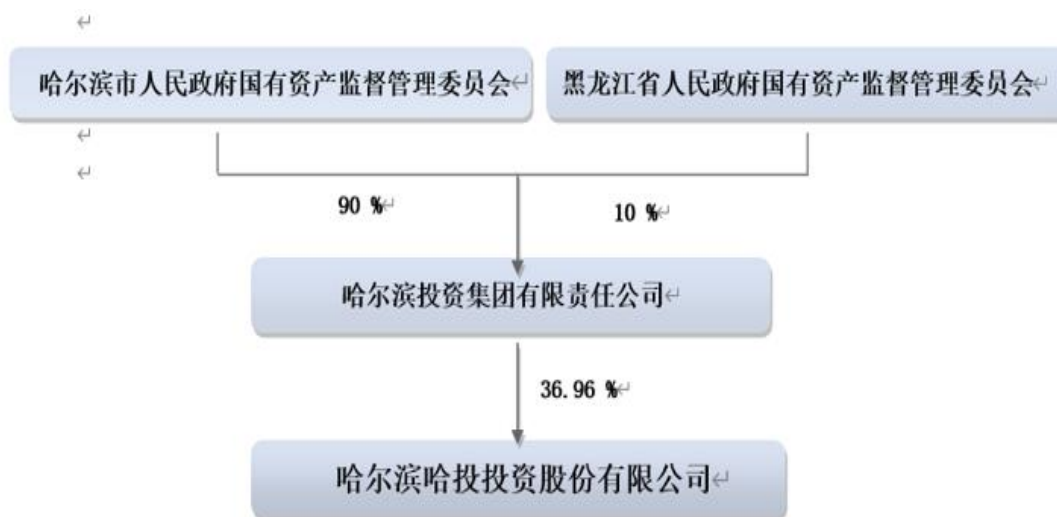 哈尔滨市人民政府国有资产监督管理委员会
黑龙江省人民政府国有资产监督管理委员会
90 %
10 %
哈尔滨投资集团有限责任公司
36.96 %
哈尔滨哈投投资股份有限公司